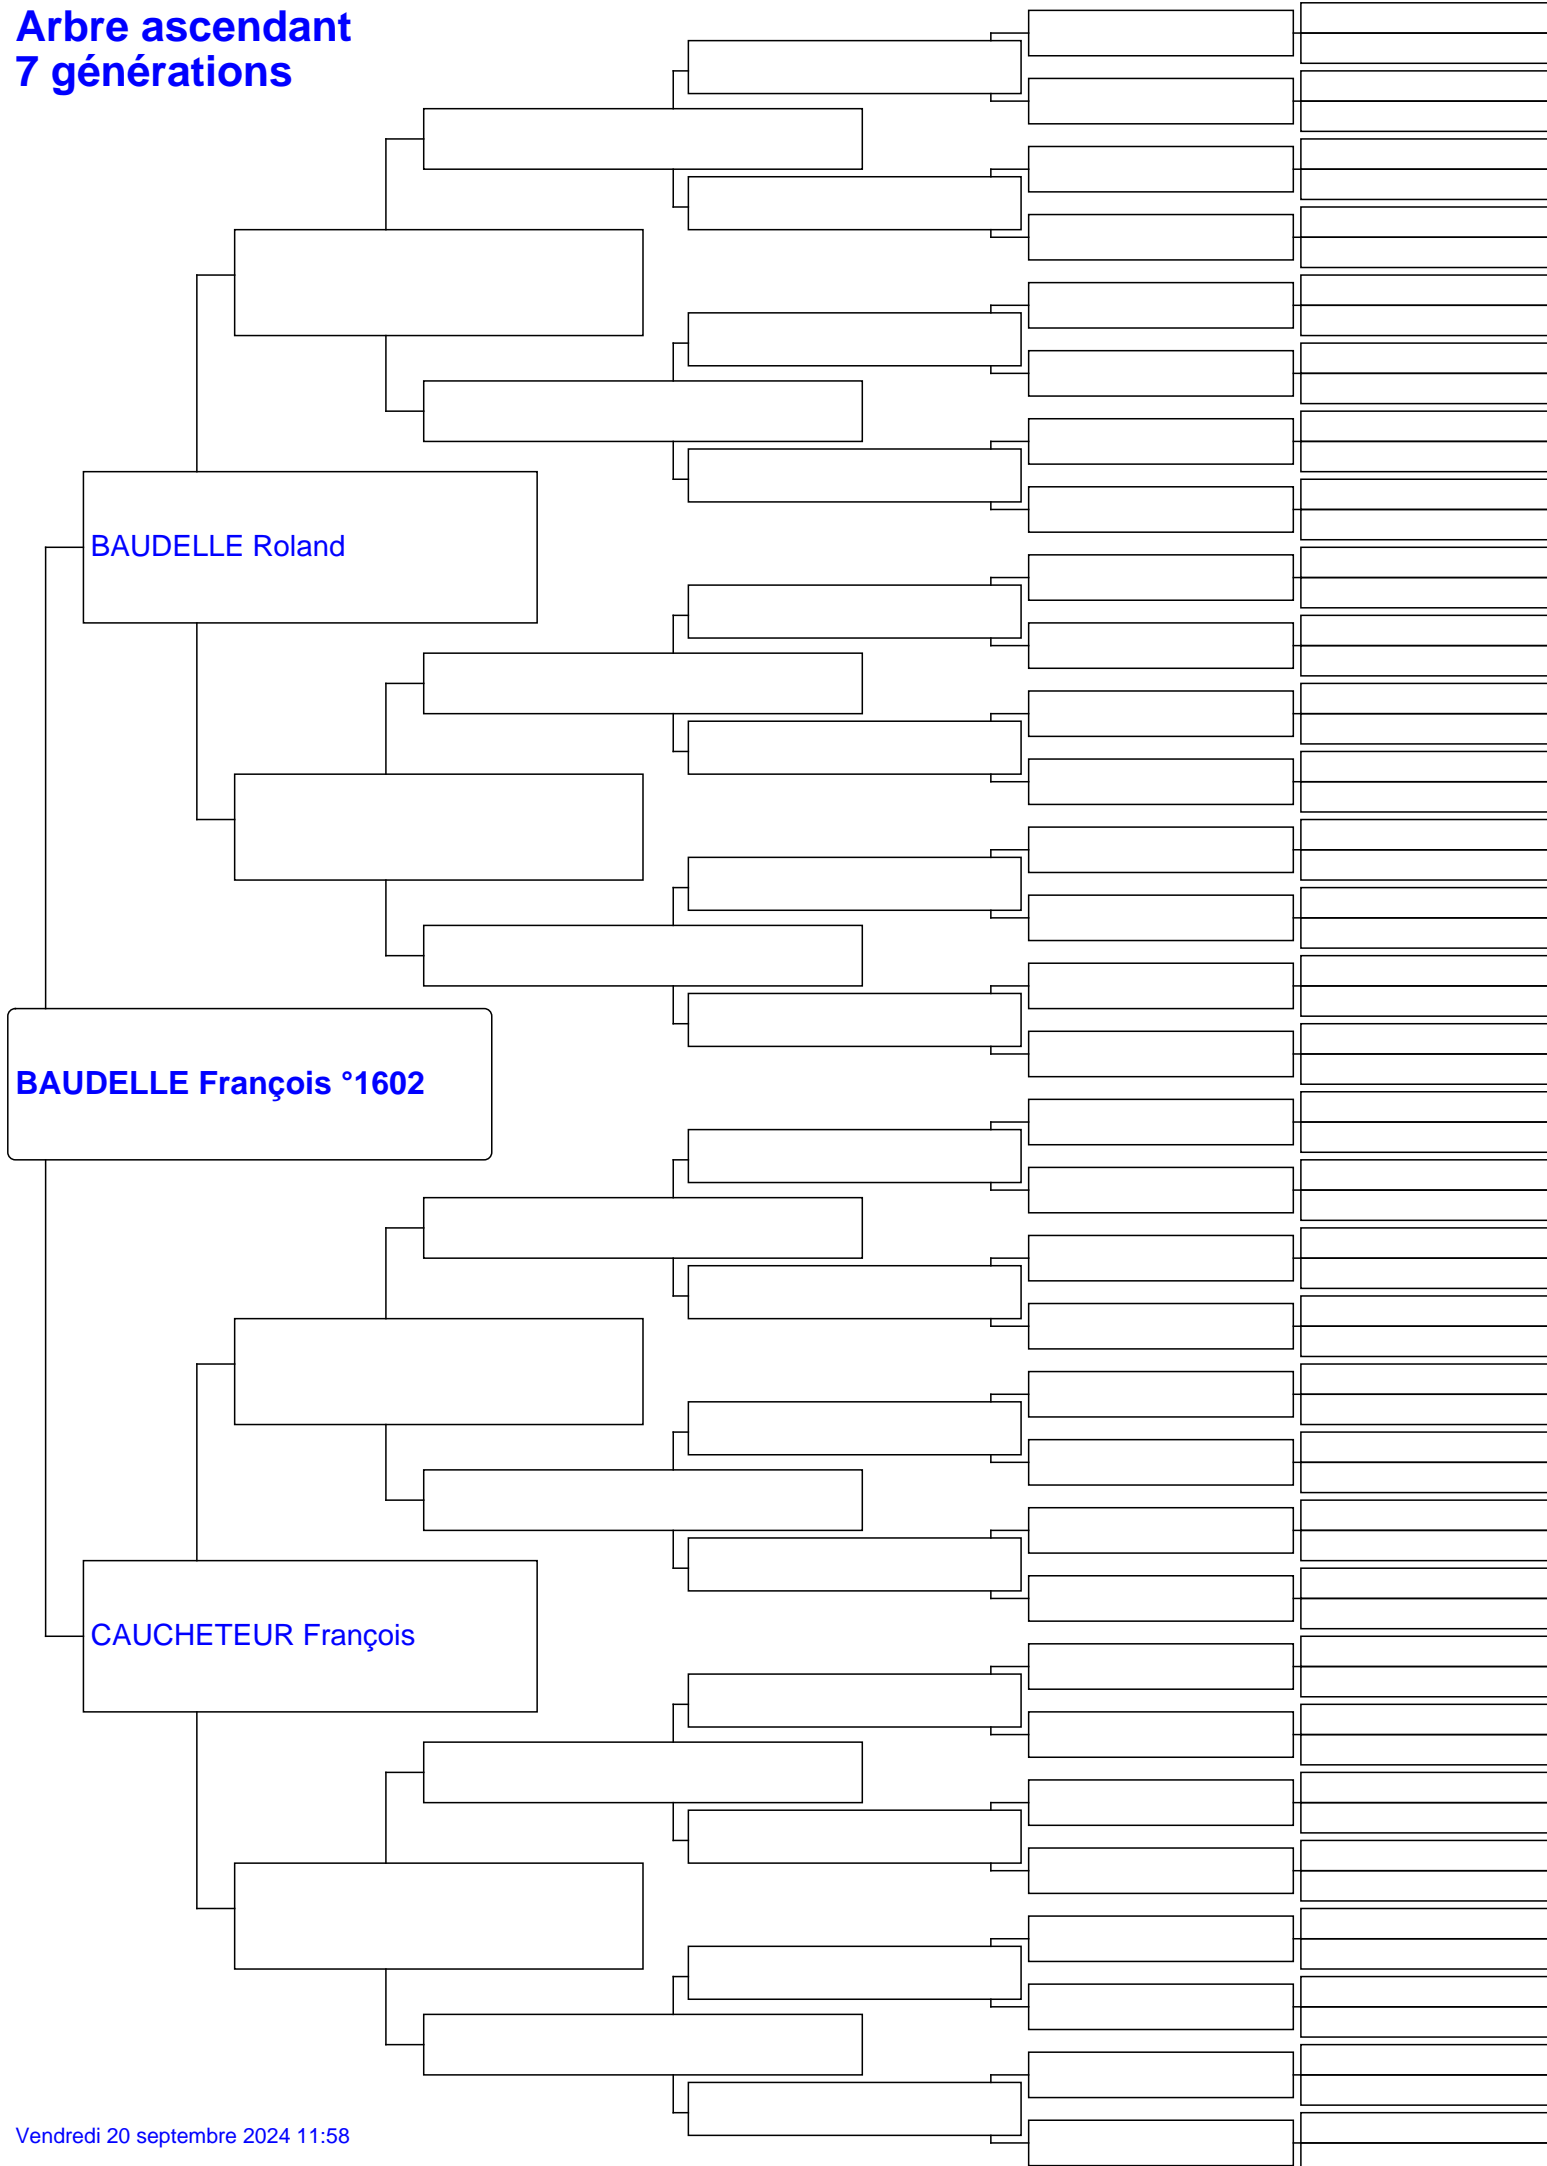 Arbre ascendant
7 générations
BAUDELLE Roland
BAUDELLE François °1602
CAUCHETEUR François
Vendredi 20 septembre 2024 11:58